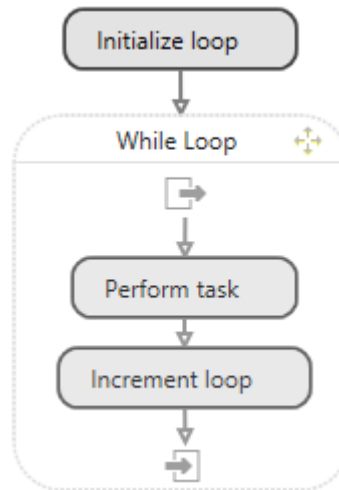 Initialize loop
While Loop
Perform task
Increment loop